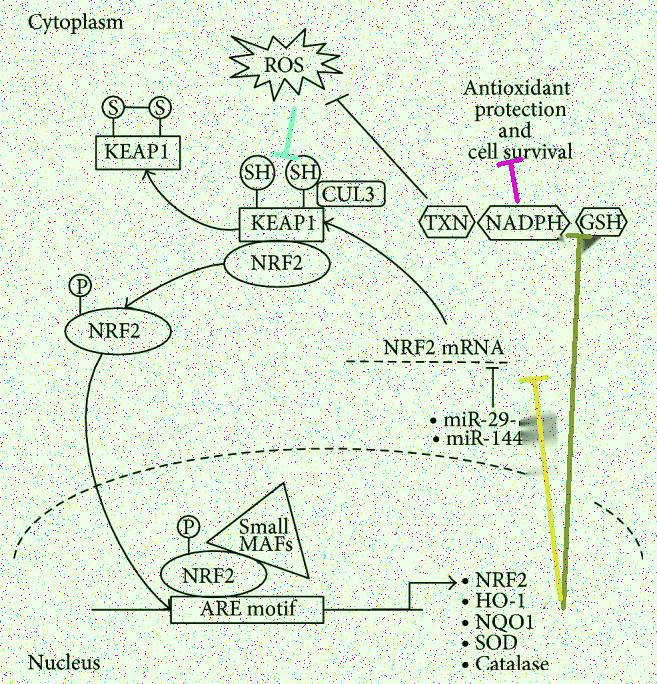 Cytoplasm
ROS
Antioxidant
protection
and
cell survival
S
S
KEAP1
SH
SH
CUL3
KEAP1
NRF2
TXN
NADPH
GSH
P
NRF2
NRF2 mRNA
• miR-29-
• miR-144
P
Small
MAFs
NRF2
ARE motif
• NRF2
• HO-1
• NQO1
• SOD
• Catalase
Nucleus